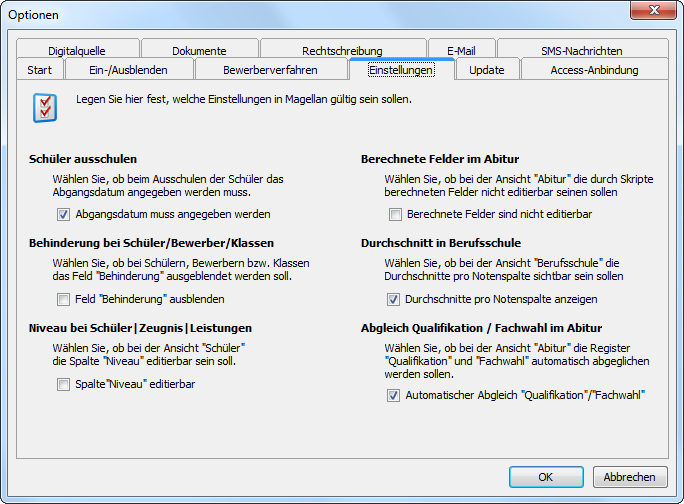 Optionen
Digitalquelle
Dokumente
Rechtschreibung
E-Mail
SMS-Nachrichten
Start
Ein-/Ausblenden
Bewerberverfahren
Einstellungen
Update
Access-Anbindung
Legen Sie hier fest, welche Einstellungen in Magellan gültig sein sollen.
Schüler ausschulen
Wählen Sie, ob beim Ausschulen der Schüler das
Abgangsdatum angegeben werden muss.
Abgangsdatum muss angegeben werden
Behinderung bei Schüler/Bewerber/Klassen
Wählen Sie, ob bei Schülern, Bewerbern bzw. Klassen
das Feld "Behinderung" ausgeblendet werden soll.
Feld "Behinderung" ausblenden
Niveau bei Schüler|Zeugnis|Leistungen
Wählen Sie, ob bei der Ansicht "Schüler"
die Spalte "Niveau" editierbar sein soll.
Spalte"Niveau" editierbar
Berechnete Felder im Abitur
Wählen Sie, ob bei der Ansicht "Abitur" die durch Skripte
berechneten Felder nicht editierbar seinen sollen
Berechnete Felder sind nicht editierbar
Durchschnitt in Berufsschule
Wählen Sie, ob bei der Ansicht "Berufsschule" die
Durchschnitte pro Notenspalte sichtbar sein sollen
Durchschnitte pro Notenspalte anzeigen
Abgleich Qualifikation / Fachwahl im Abitur
Wählen Sie, ob bei der Ansicht "Abitur" die Register
"Qualifikation" und "Fachwahl" automatisch abgeglichen
werden sollen.
Automatischer Abgleich "Qualifikation"/"Fachwahl"
OK
Abbrechen